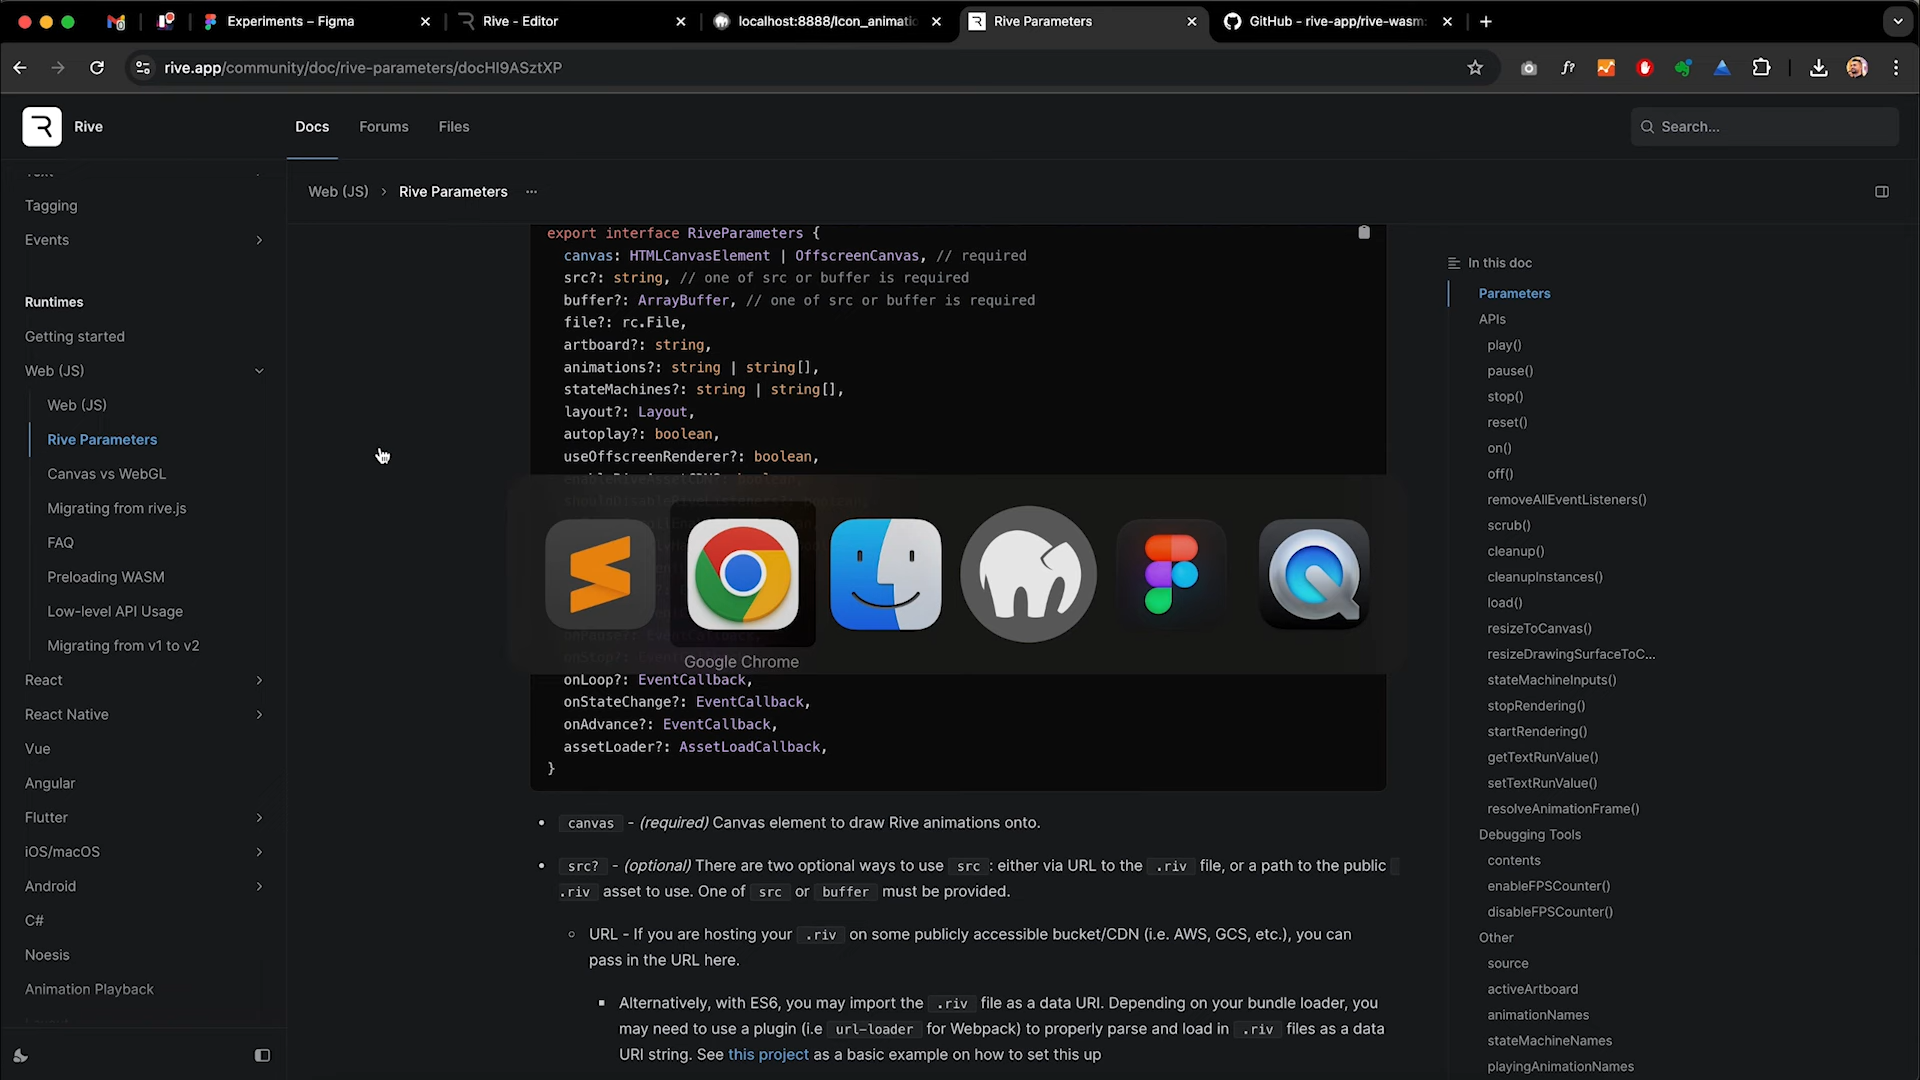 Experiments – Figma
Rive - Editor
localhost:8888/Icon_animati
Rive Parameters
GitHub - rive-app/rive-wasm:
rive.app/community/doc/rive-parameters/docHI9ASztXP
Rive
Docs
Forums
Files
Search...
Web (JS)
Rive Parameters
Tagging
Events
Runtimes
Getting started
Web (JS)
Web (JS)
Rive Parameters
Canvas vs WebGL
Migrating from rive.js
FAQ
Preloading WASM
Low-level API Usage
Migrating from v1 to v2
React
React Native
Vue
Angular
Flutter
iOS/macOS
Android
C#
Noesis
Animation Playback
export interface RiveParameters {
canvas: HTMLCanvasElement | OffscreenCanvas, // required
src?: string, // one of src or buffer is required
buffer?: ArrayBuffer, // one of src or buffer is required
file?: rc.File,
artboard?: string,
animations?: string | string[],
stateMachines?: string | string[],
layout?: Layout,
autoplay?: boolean,
useOffscreenRenderer?: boolean,
Google Chrome
onLoop?: EventCallback,
onStateChange?: EventCallback,
onAdvance?: EventCallback,
assetLoader?: AssetLoadCallback,
}
• canvas - (required) Canvas element to draw Rive animations onto.
• src? - (optional) There are two optional ways to use src : either via URL to the .riv file, or a path to the public
.riv asset to use. One of src or buffer must be provided.
URL - If you are hosting your .riv on some publicly accessible bucket/CDN (i.e. AWS, GCS, etc.), you can
pass in the URL here.
Alternatively, with ES6, you may import the .riv file as a data URI. Depending on your bundle loader, you
may need to use a plugin (i.e url-loader for Webpack) to properly parse and load in .riv files as a data
URI string. See this project as a basic example on how to set this up
In this doc
Parameters
APIs
play()
pause()
stop()
reset()
on()
off()
removeAllEventListeners()
scrub()
cleanup()
cleanupInstances()
load()
resizeToCanvas()
resizeDrawingSurfaceToC...
stateMachineInputs()
stopRendering()
startRendering()
getTextRunValue()
setTextRunValue()
resolveAnimationFrame()
Debugging Tools
contents
enableFPSCounter()
disableFPSCounter()
Other
source
activeArtboard
animationNames
stateMachineNames
playingAnimationNames